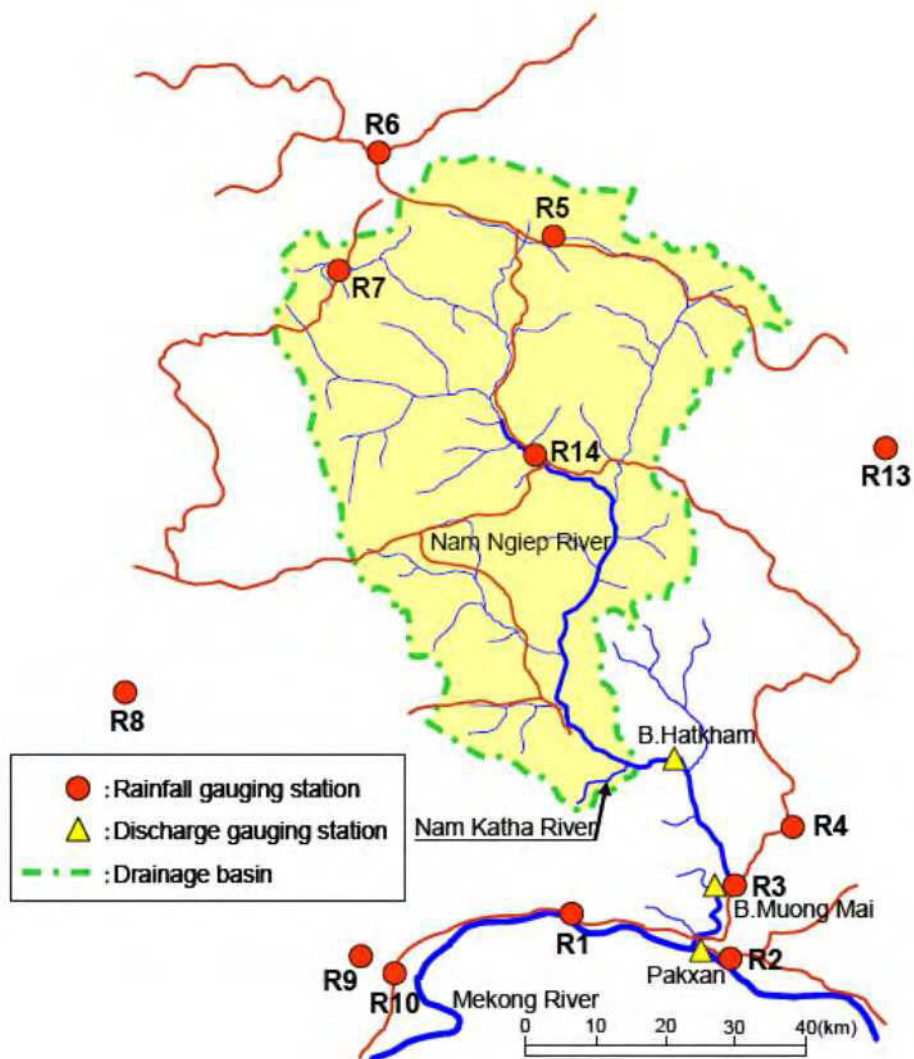 R6
R5
R7
R14
R13
Nam Ngiep River
R8
B.Hatkham
: Rainfall gauging station
: Discharge gauging station
: Drainage basin
Nam Katha River
R4
R3
B.Muong Mai
R1
R2
R9
R10
Pakxan
Mekong River
0 10 20 30 40(km)